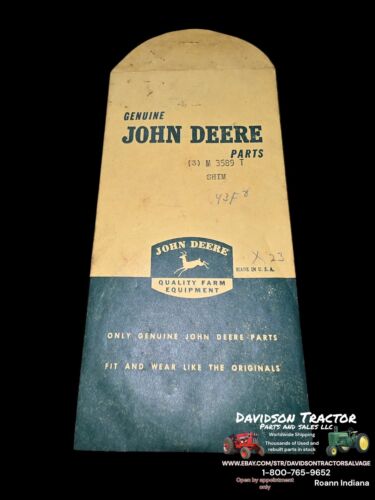 GENUINE
JOHN DEERE
PARTS
(3) M 3589 T
SHIM
43F
X 23
JOHN DEERE
MADE IN U.S.A.
QUALITY FARM
EQUIPMENT
ONLY GENUINE JOHN DEERE PARTS
FIT AND WEAR LIKE THE ORIGINALS
DAVIDSON TRACTOR
PARTS AND SALES LLC
Worldwide Shipping
Thousands of used and
rebuilt parts in stock
WWW.EBAY.COM/STR/DAVIDSONTRACTORSALVAGE
1-800-765-9652
Open by appointment
only
Roann Indiana